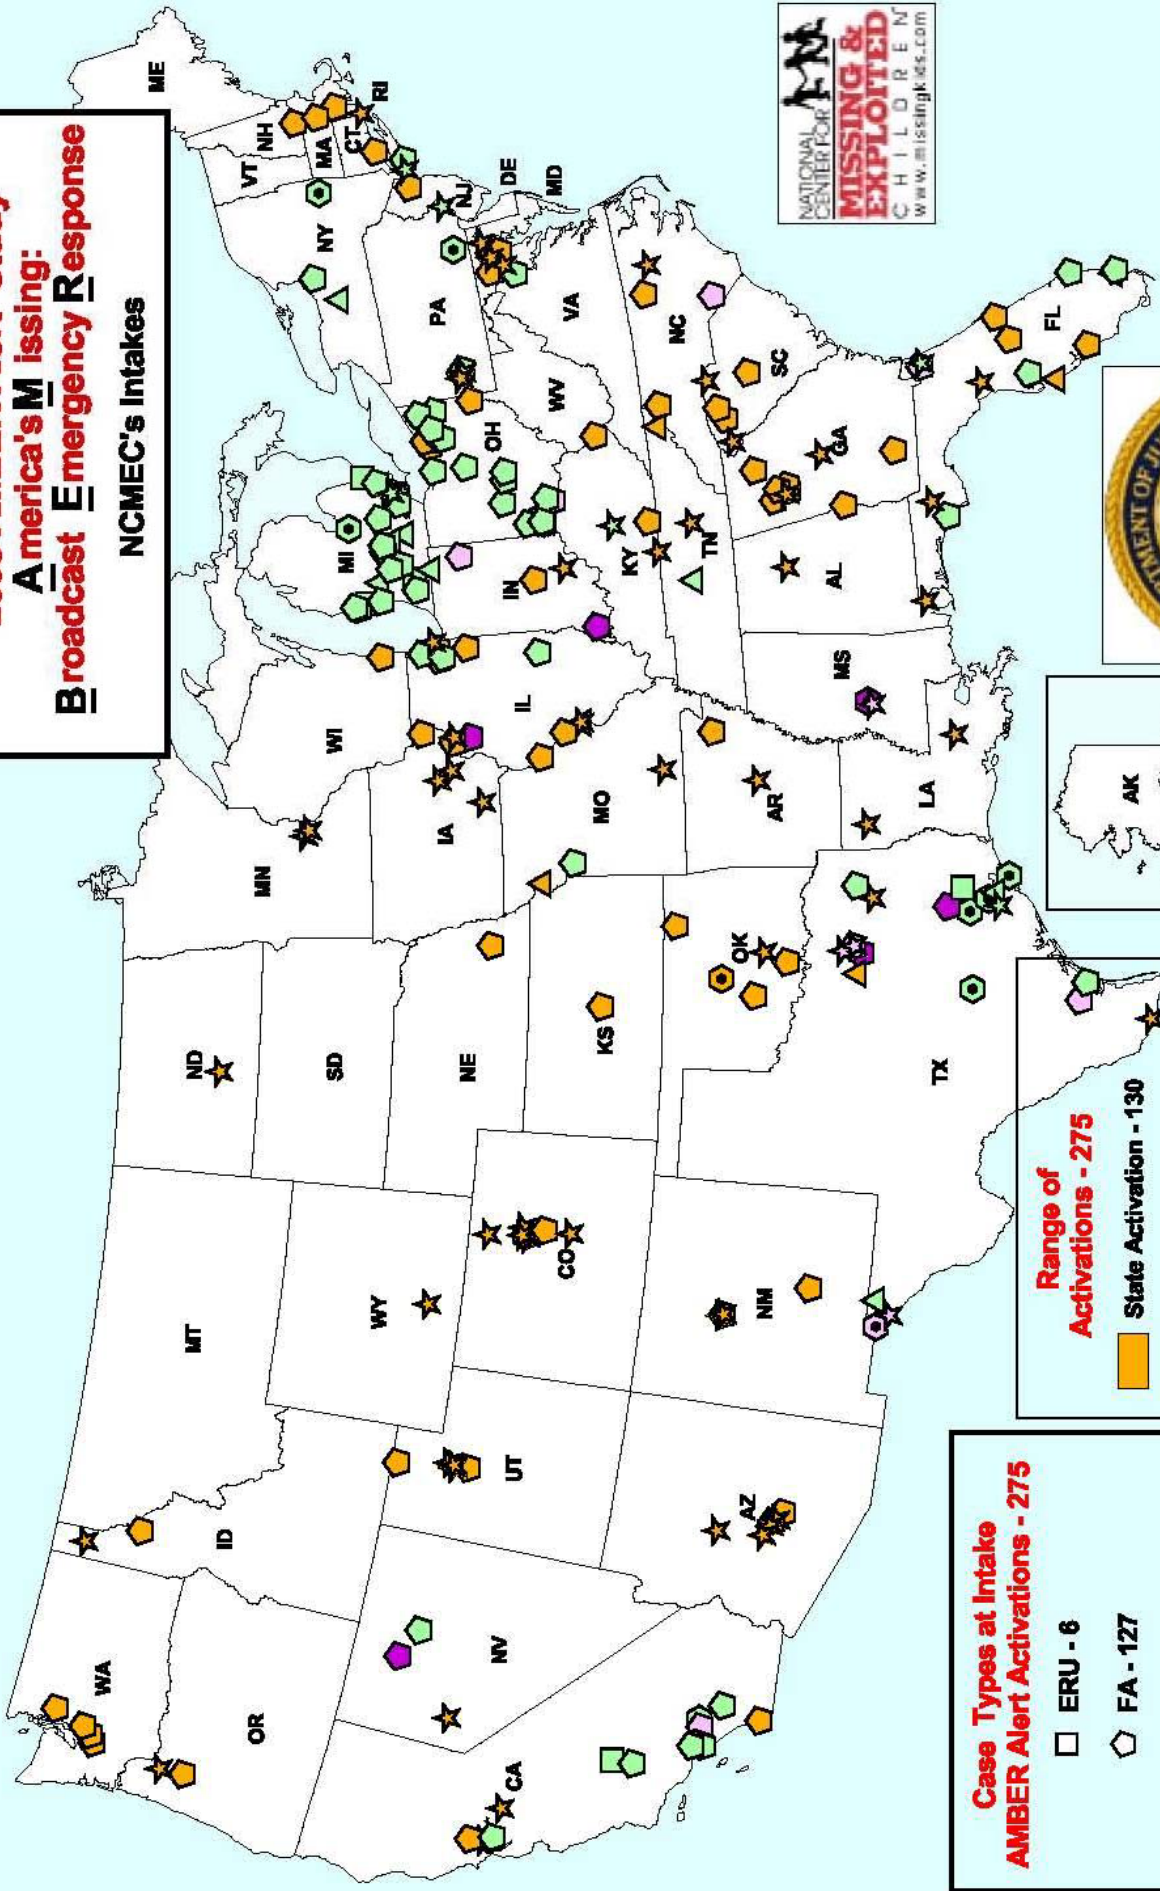 America's Missing:
Broadcast Emergency Response
NCMEC's Intakes
WA
OR
CA
NV
ID
MT
WY
UT
AZ
CO
NM
ND
SD
NE
KS
OK
TX
MN
IA
MO
AR
LA
WI
IL
MS
MI
IN
KY
TN
AL
OH
WV
GA
FL
SC
NC
VA
PA
NY
VT
NH
ME
MA
CT
RI
NJ
DE
MD
AK
NATIONAL
CENTER FOR
MISSING &
EXPLOITED
CHILDREN
www.missingkids.com
Case Types at Intake
AMBER Alert Activations - 275
ERU - 6
FA - 127
Range of
Activations - 275
State Activation - 130